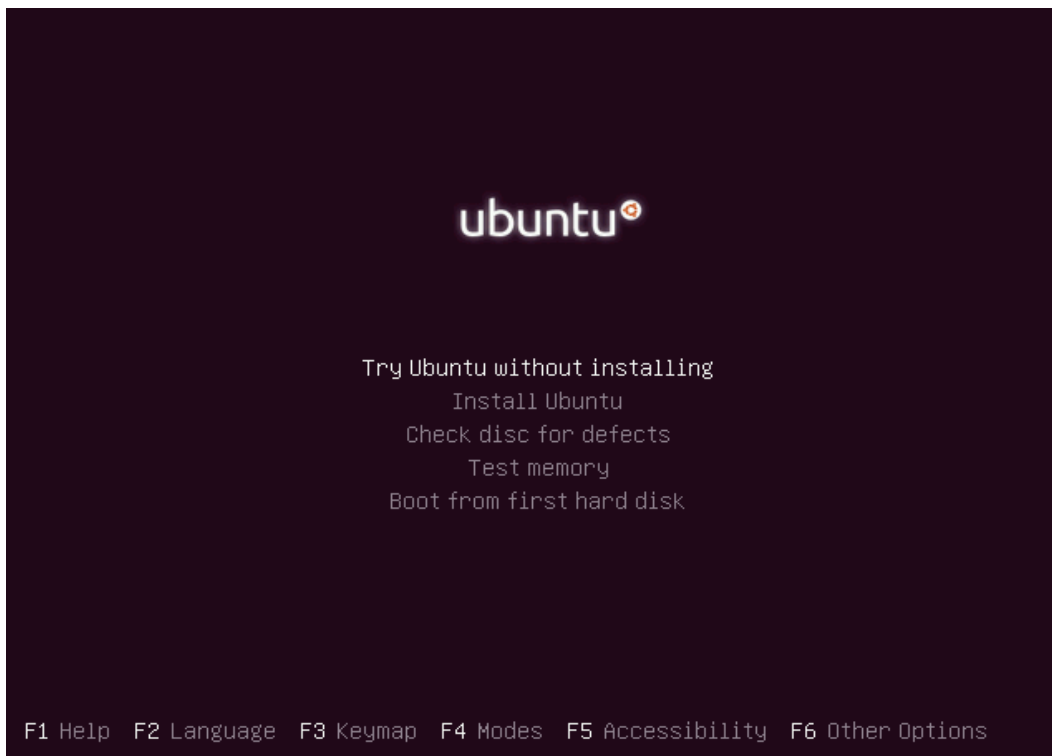 ubuntu
Try Ubuntu without installing
Install Ubuntu
Check disc for defects
Test memory
Boot from first hard disk
F1 Help F2 Language F3 Keymap F4 Modes F5 Accessibility F6 Other Options